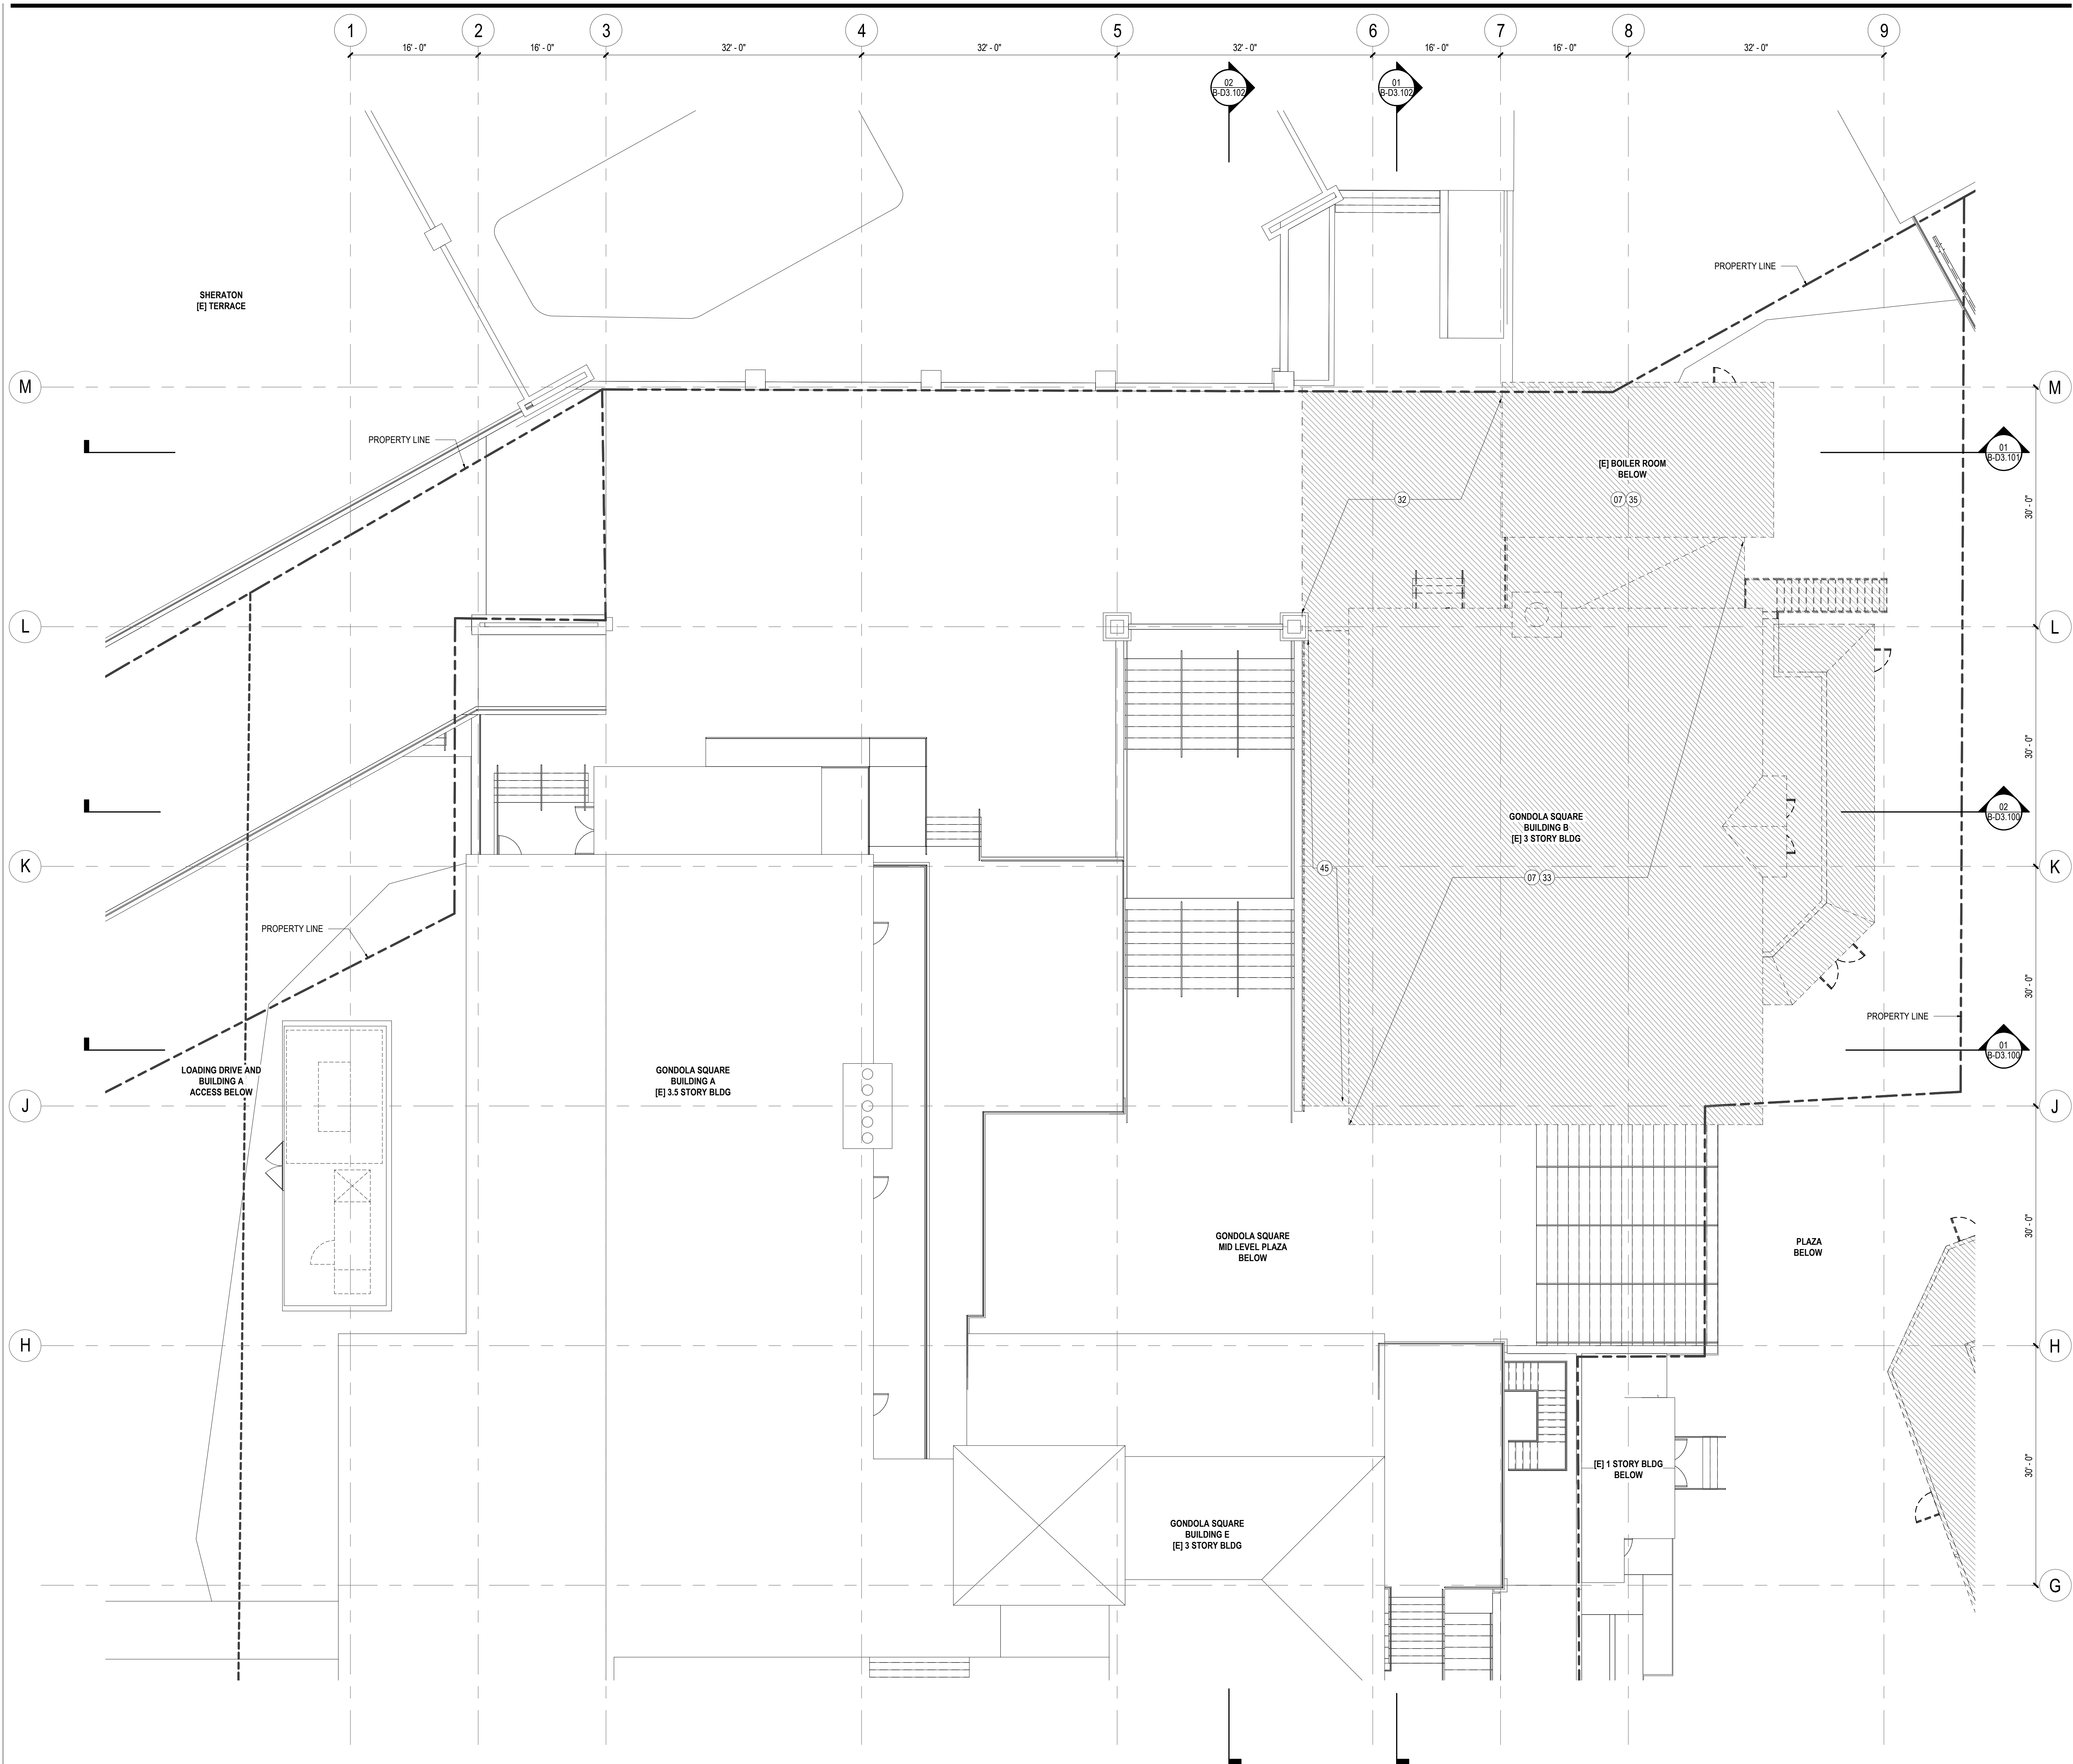 1
2
3
4
5
6
7
8
9
16' - 0"
16' - 0"
32' - 0"
32' - 0"
32' - 0"
16' - 0"
16' - 0"
32' - 0"
02
B-D3.102
01
B-D3.102
PROPERTY LINE
SHERATON
[E] TERRACE
M
M
PROPERTY LINE
01
B-D3.101
[E] BOILER ROOM
BELOW
32
07
35
30' - 0"
L
L
30' - 0"
02
B-D3.100
GONDOLA SQUARE
BUILDING B
[E] 3 STORY BLDG
K
K
45
07
33
PROPERTY LINE
30' - 0"
PROPERTY LINE
01
B-D3.100
LOADING DRIVE AND
BUILDING A
ACCESS BELOW
GONDOLA SQUARE
BUILDING A
[E] 3.5 STORY BLDG
J
J
30' - 0"
GONDOLA SQUARE
MID LEVEL PLAZA
BELOW
PLAZA
BELOW
H
H
30' - 0"
[E] 1 STORY BLDG
BELOW
GONDOLA SQUARE
BUILDING E
[E] 3 STORY BLDG
G